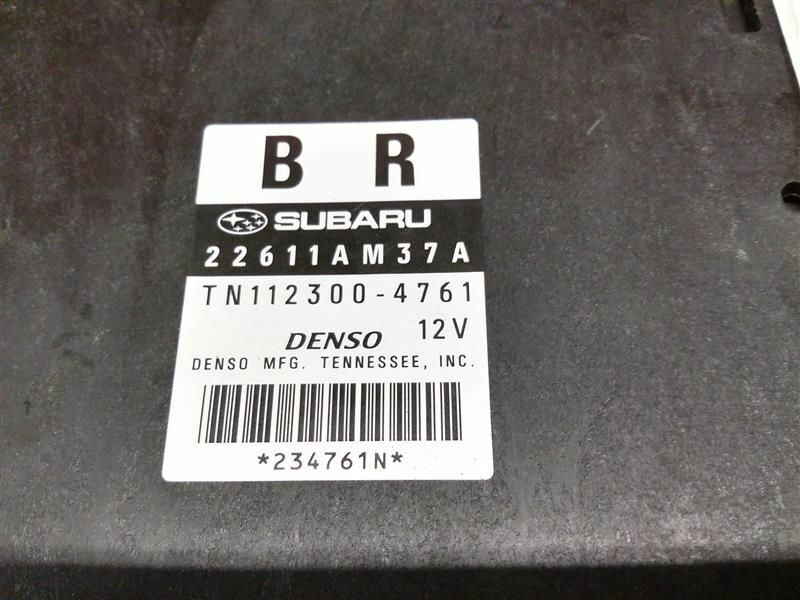 B R
SUBARU
22611AM37A
TN112300-4761
DENSO 12V
DENSO MFG. TENNESSEE, INC.
*234761N*